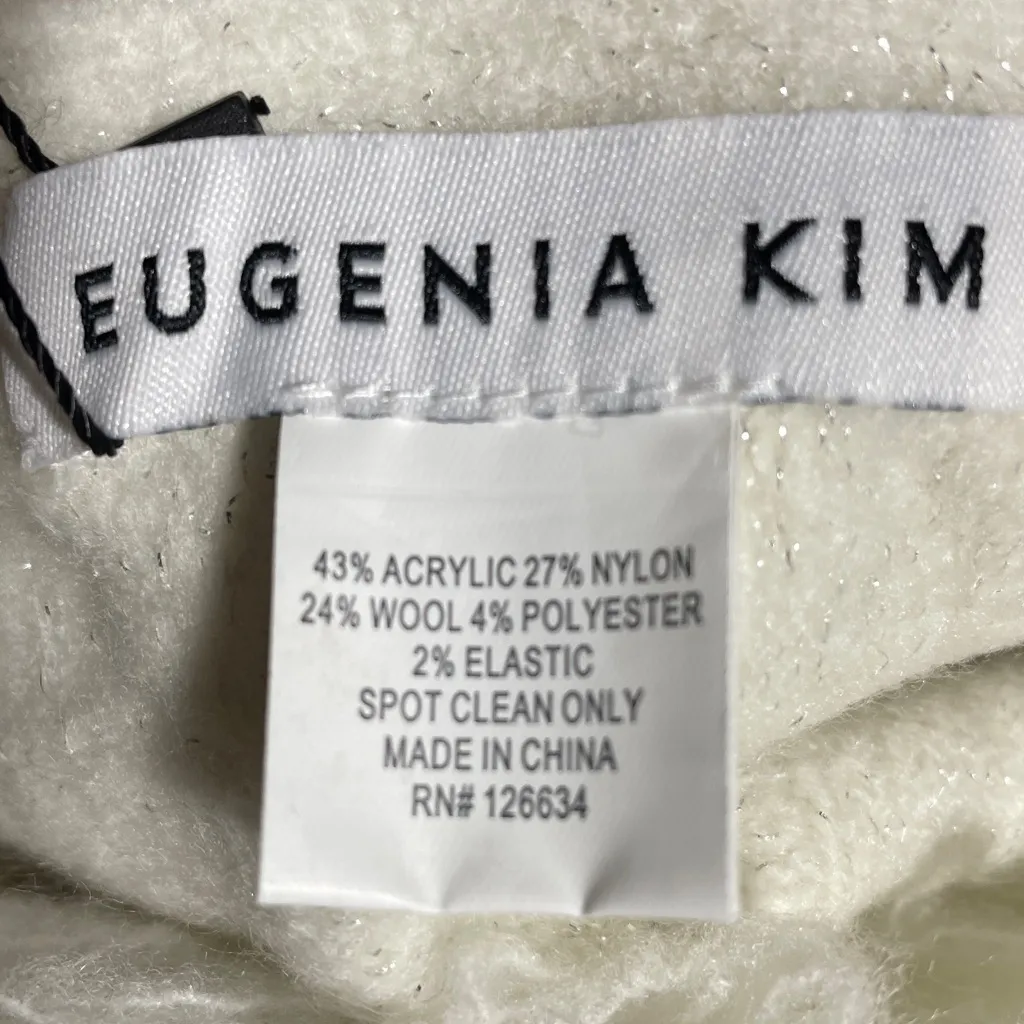 EUGENIA KIM
43% ACRYLIC 27% NYLON
24% WOOL 4% POLYESTER
2% ELASTIC
SPOT CLEAN ONLY
MADE IN CHINA
RN# 126634